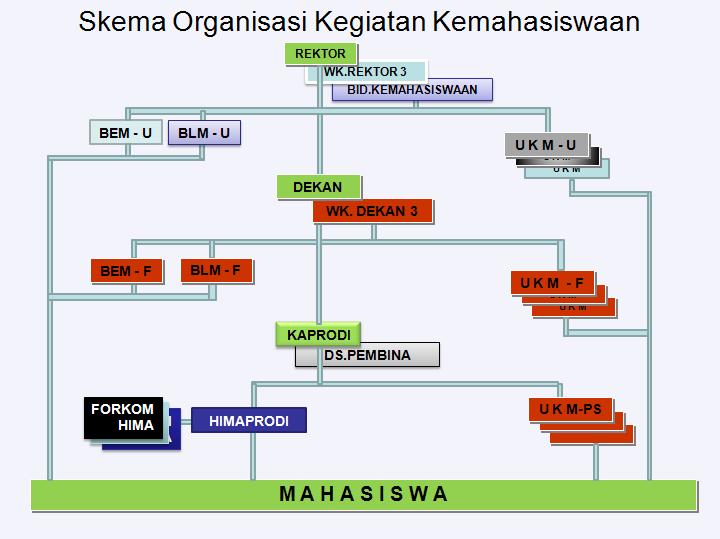 Skema Organisasi Kegiatan Kemahasiswaan
REKTOR
WK.REKTOR 3
BID.KEMAHASISWAAN
BEM - U
BLM - U
U K M - U
U K M
DEKAN
WK. DEKAN 3
BEM - F
BLM - F
U K M - F
U K M
KAPRODI
DS.PEMBINA
FORKOM
HIMA
HIMAPRODI
U K M-PS
M A H A S I S W A